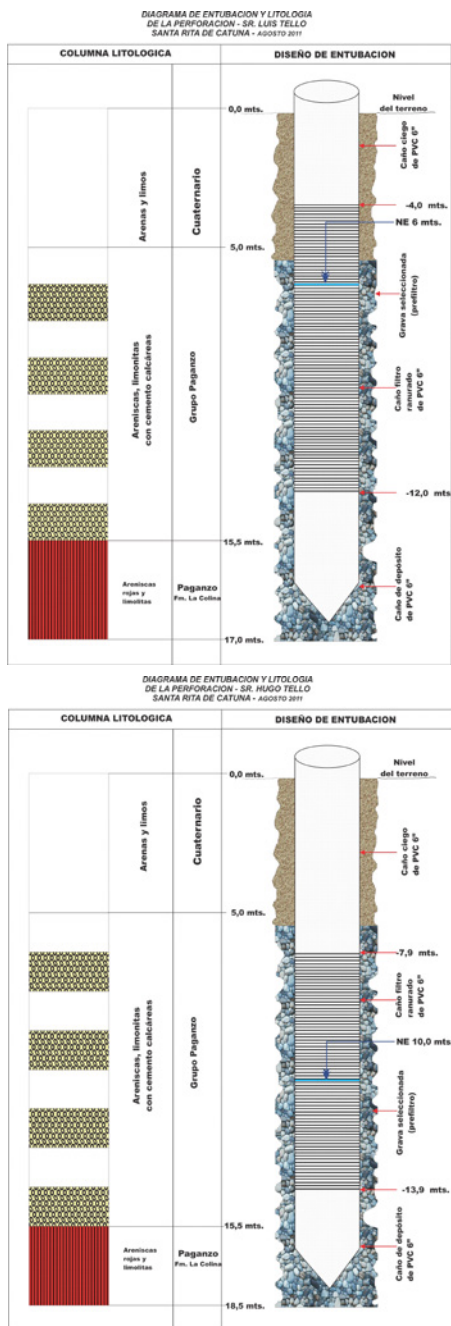 DIAGRAMA DE ENTUBACION Y LITOLOGIA
DE LA PERFORACION - SR. LUIS TELLO
SANTA RITA DE CATUNA - AGOSTO 2011
COLUMNA LITOLOGICA
DISEÑO DE ENTUBACION
Nivel
del terreno
0,0 mts.
Arenas y limos
Cuaternario
Caño ciego
de PVC 6"
-4,0 mts.
NE 6 mts.
5,0 mts.
Grava seleccionada
(prefiltro)
Areniscas, limonitas
con cemento calcáreas
Grupo Paganzo
Caño filtro
ranurado
de PVC 6"
-12,0 mts.
15,5 mts.
Areniscas
rojas y
limolitas
Paganzo
Fm. La Colina
Caño de depósito
de PVC 6"
17,0 mts.
DIAGRAMA DE ENTUBACION Y LITOLOGIA
DE LA PERFORACION - SR. HUGO TELLO
SANTA RITA DE CATUNA - AGOSTO 2011
COLUMNA LITOLOGICA
DISEÑO DE ENTUBACION
Nivel
del terreno
0,0 mts.
Arenas y limos
Cuaternario
Caño ciego
de PVC 6"
5,0 mts.
-7,9 mts.
Caño filtro
ranurado
de PVC 6"
Areniscas, limonitas
con cemento calcáreas
Grupo Paganzo
NE 10,0 mts
Grava seleccionada
(prefiltro)
-13,9 mts.
15,5 mts.
Areniscas
rojas y
limolitas
Paganzo
Fm. La Colina
Caño de depósito
de PVC 6"
18,5 mts.